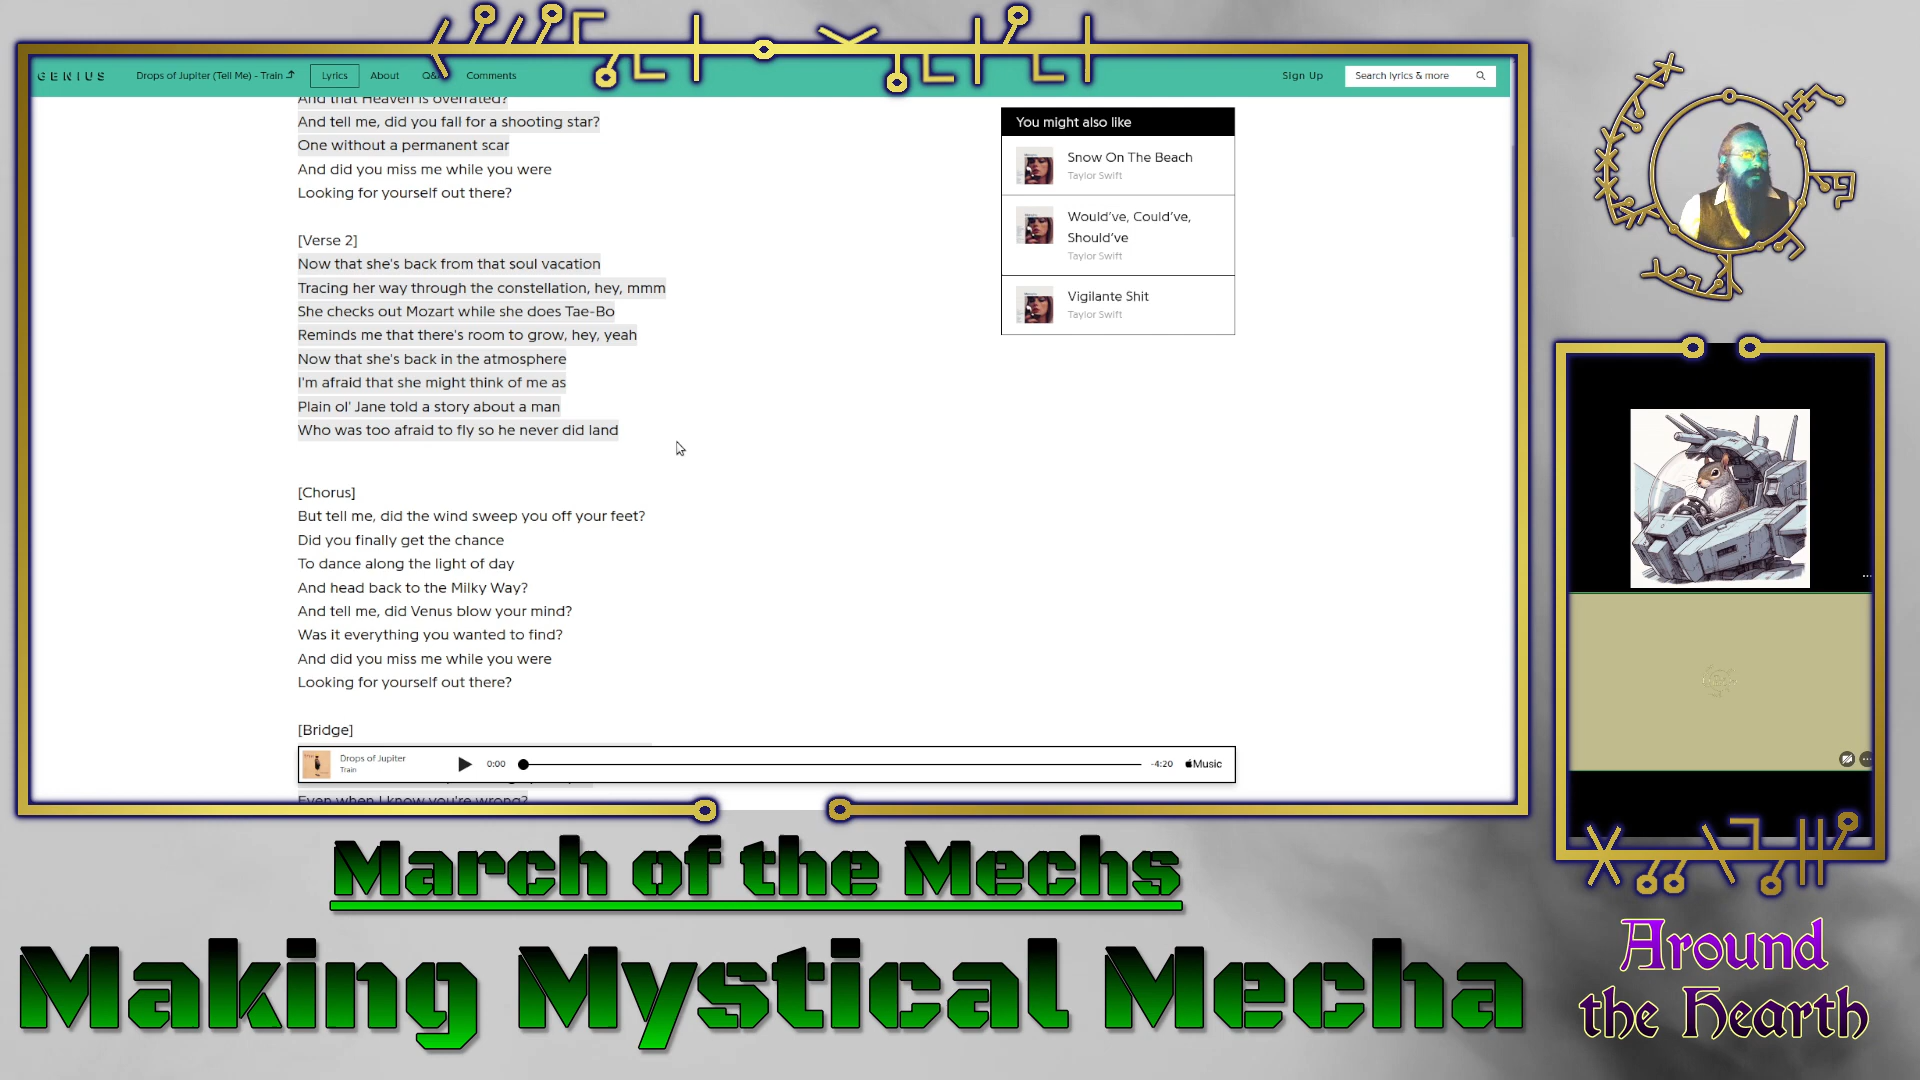 GENIUS
Drops of Jupiter (Tell Me) - Train
Lyrics
About
Q&
Comments
Sign Up
Search lyrics & more
And that Heaven is overrated?
And tell me, did you fall for a shooting star?
One without a permanent scar
And did you miss me while you were
Looking for yourself out there?
[Verse 2]
Now that she's back from that soul vacation
Tracing her way through the constellation, hey, mmm
She checks out Mozart while she does Tae-Bo
Reminds me that there's room to grow, hey, yeah
Now that she's back in the atmosphere
I'm afraid that she might think of me as
Plain ol' Jane told a story about a man
Who was too afraid to fly so he never did land
[Chorus]
But tell me, did the wind sweep you off your feet?
Did you finally get the chance
To dance along the light of day
And head back to the Milky Way?
And tell me, did Venus blow your mind?
Was it everything you wanted to find?
And did you miss me while you were
Looking for yourself out there?
[Bridge]
Even when I know you're wrong?
You might also like
Snow On The Beach
Taylor Swift
Would've, Could've,
Should've
Taylor Swift
Vigilante Shit
Taylor Swift
Drops of Jupiter
Train
0:00
-4:20
Music
March of the Mechs
Making Mystical Mecha
Around
the Hearth